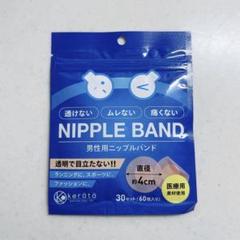 透けない ムレない 痛くない
NIPPLE BAND
男性用ニップルバンド
透明で目立たない!!
ランニングに、スポーツに、
ファッションに。
直径
約4cm
医療用
素材使用
kerätä
30セット(60枚入り)